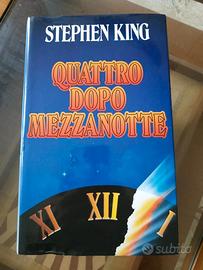 STEPHEN KING
QUATTRO
DOPO
MEZZANOTTE
XI XII I
subito